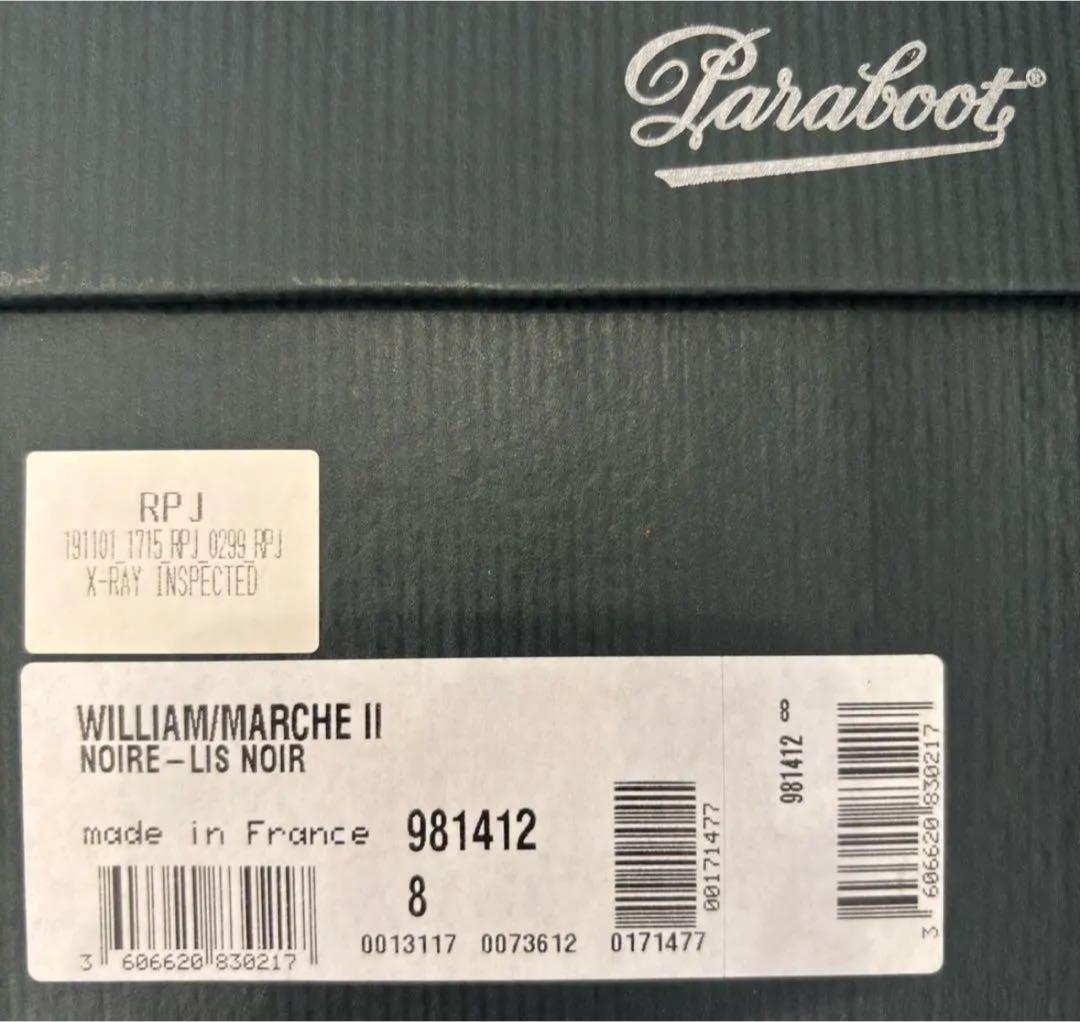 Paraboot®
RPJ
191101_1715_RPJ_0299_RPJ
X-RAY INSPECTED
WILLIAM/MARCHE II
NOIRE–LIS NOIR
made in France 981412
8
3 606620 830217
0013117 0073612 0171477
00171477
981412 8
3 606620 830217